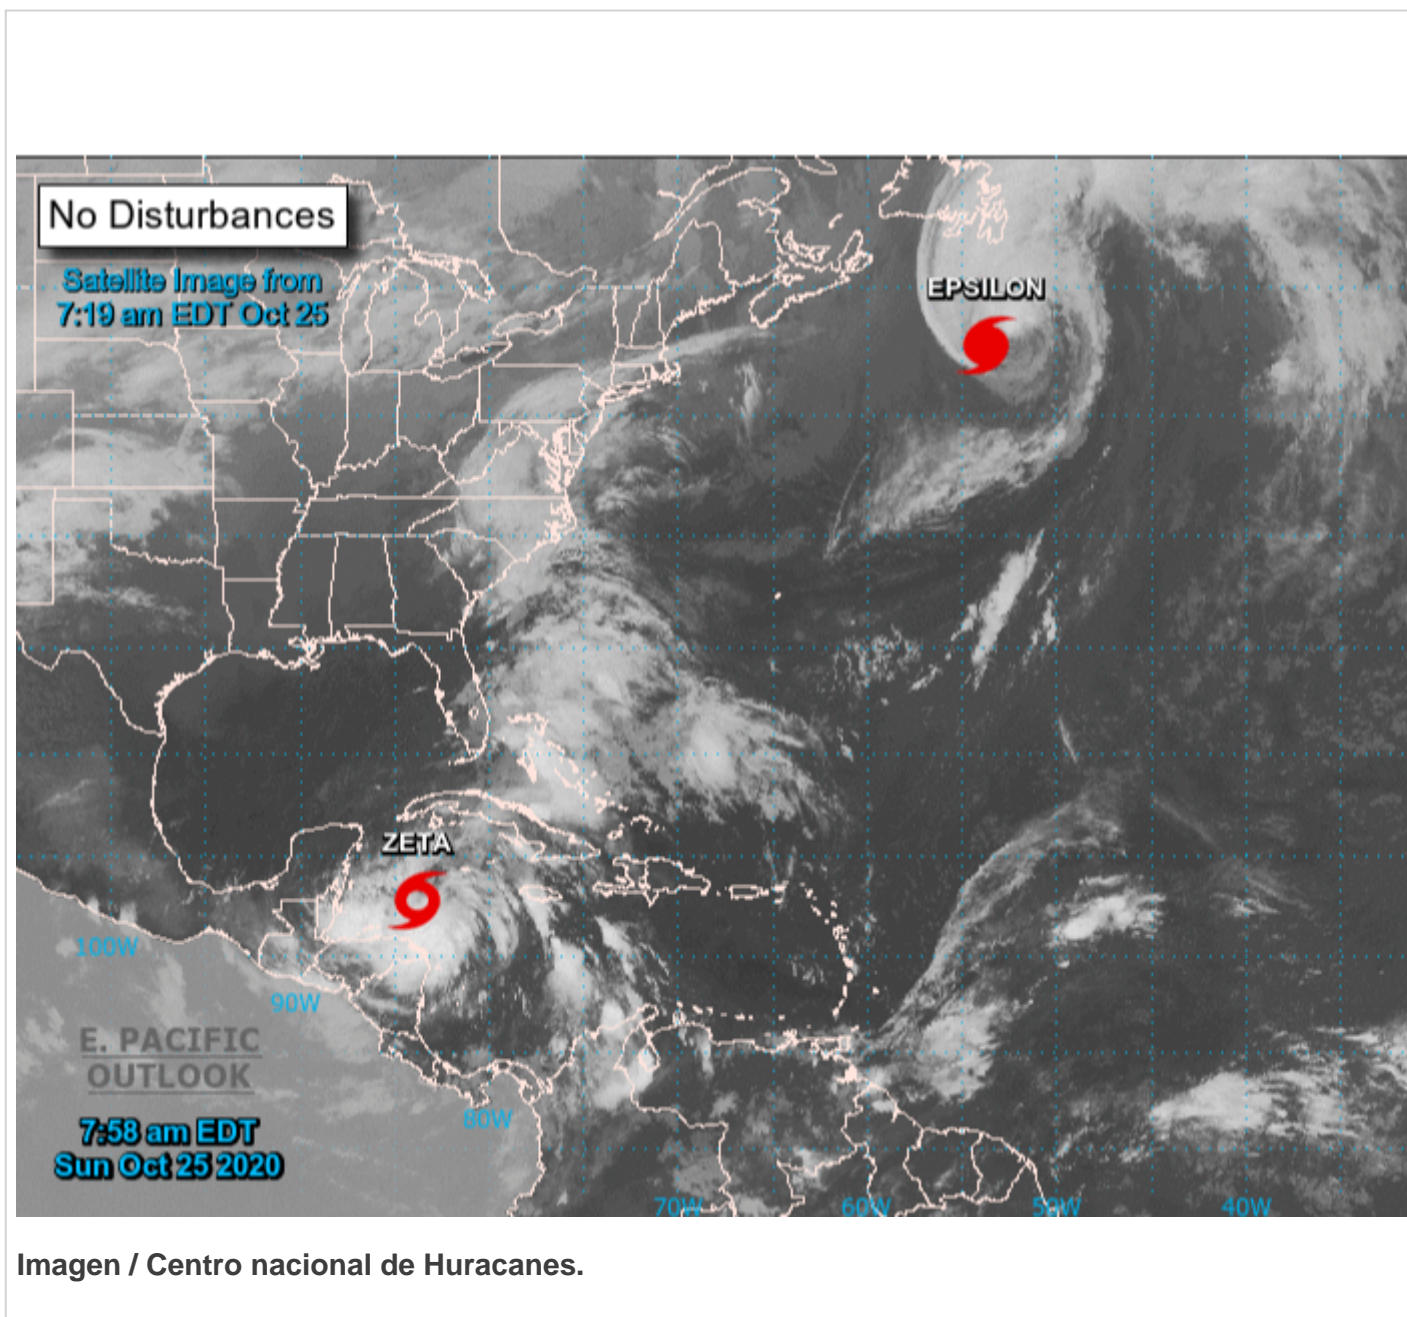 No Disturbances
Satellite Image from
7:19 am EDT Oct 25
EPSILON
ZETA
100W
90W
E. PACIFIC
OUTLOOK
80W
7:58 am EDT
Sun Oct 25 2020
70W
60W
50W
40W
Imagen / Centro nacional de Huracanes.